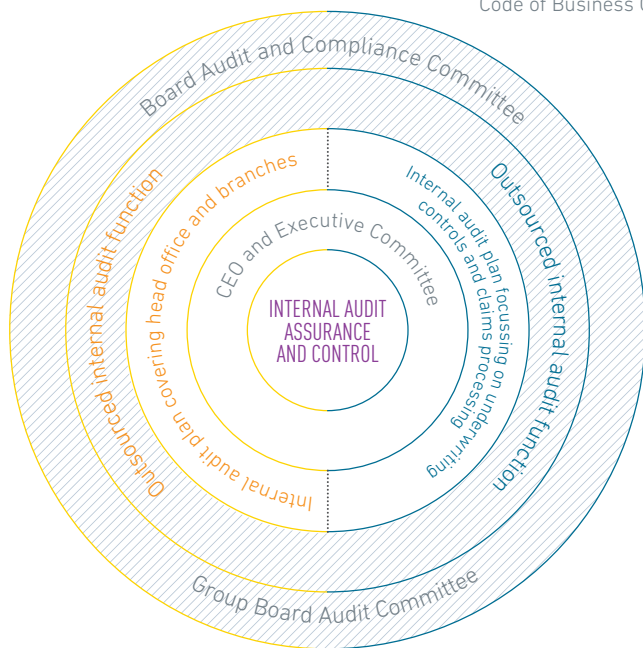 Code of Business
Board Audit and Compliance Committee
Outsourced internal audit function
Internal audit plan covering head office and branches
CEO and Executive Committee
INTERNAL AUDIT
ASSURANCE
AND CONTROL
Internal audit plan focussing on underwriting
controls and claims processing
Outsourced internal audit function
Group Board Audit Committee